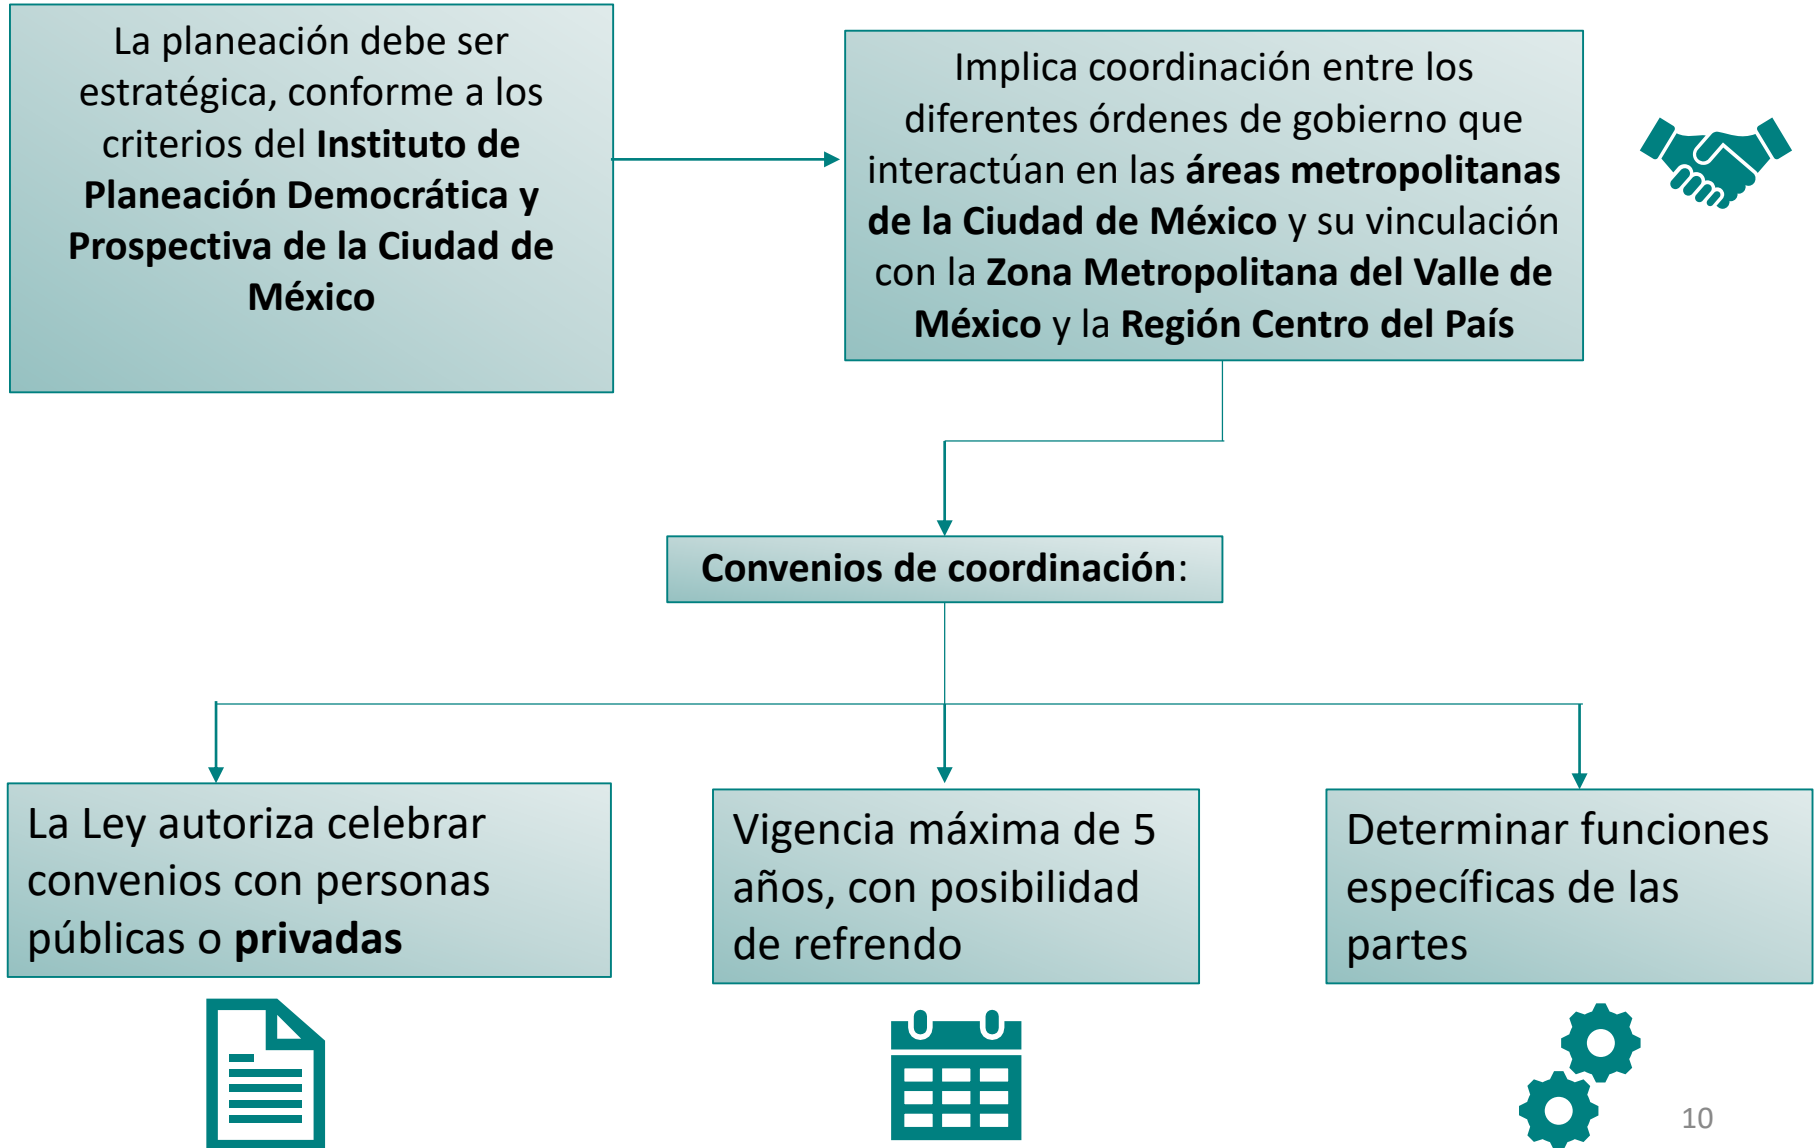 La planeación debe ser
estratégica, conforme a los
criterios del Instituto de
Planeación Democrática y
Prospectiva de la Ciudad de
México
Implica coordinación entre los
diferentes órdenes de gobierno que
interactúan en las áreas metropolitanas
de la Ciudad de México y su vinculación
con la Zona Metropolitana del Valle de
México y la Región Centro del País
Convenios de coordinación:
La Ley autoriza celebrar
convenios con personas
públicas o privadas
Vigencia máxima de 5
años, con posibilidad
de refrendo
Determinar funciones
específicas de las
partes
10